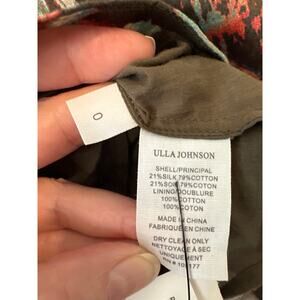 0
ULLA JOHNSON
SHELL/PRINCIPAL
21%SILK 79%COTTON
21%SOIE 79%COTON
LINING/DOUBLURE
100%COTTON
100%COTON
MADE IN CHINA
FABRIQUÉ EN CHINE
DRY CLEAN ONLY
NETTOYAGE A SEC
UNIQUEMENT